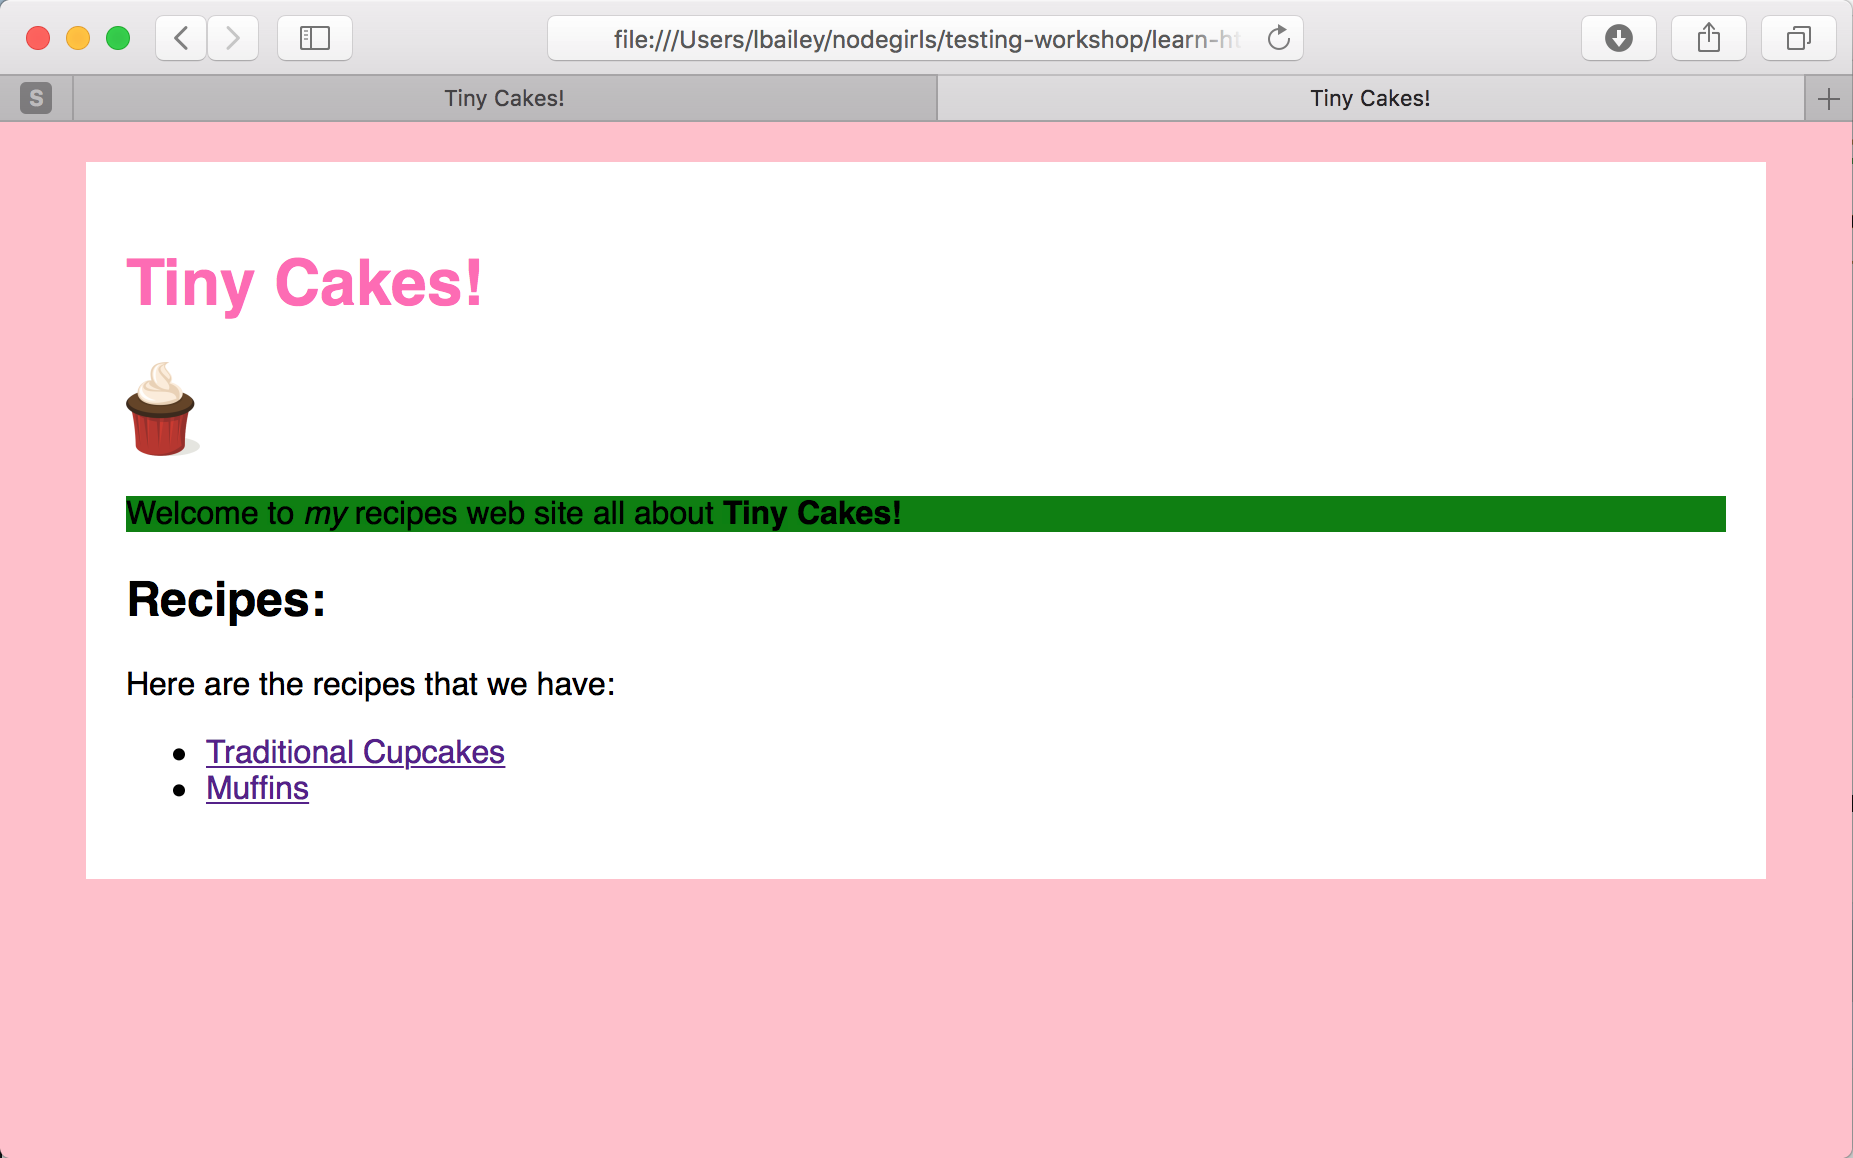 file:///Users/lbailey/nodegirls/testing-workshop/learn-ht
S
Tiny Cakes!
Tiny Cakes!
Tiny Cakes!
Welcome to my recipes web site all about Tiny Cakes!
Recipes:
Here are the recipes that we have:
Traditional Cupcakes
Muffins